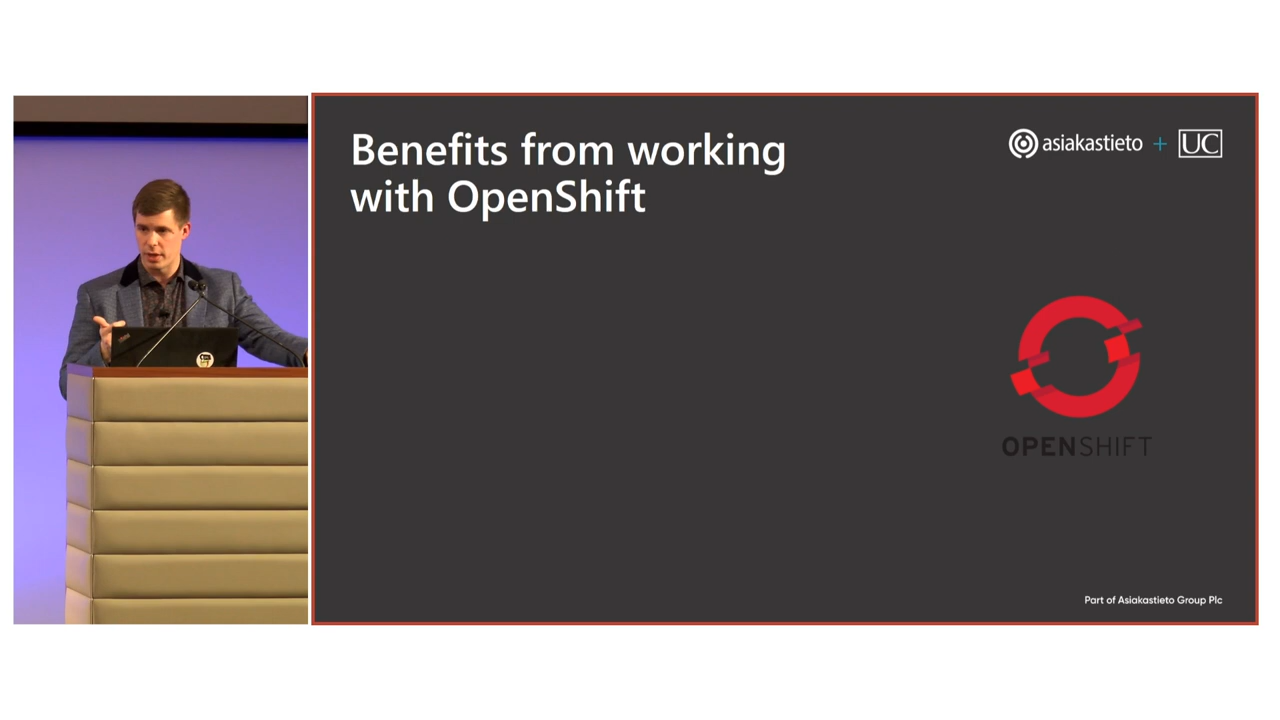 Benefits from working
with OpenShift
asiakastieto + UC
OPENSHIFT
Part of Asiakastieto Group Plc